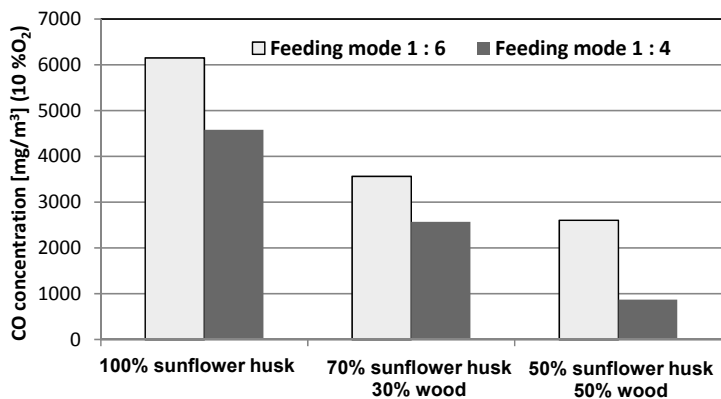 CO concentration [mg/m³] (10 %O₂)
7000
6000
5000
4000
3000
2000
1000
0
Feeding mode 1 : 6
Feeding mode 1 : 4
100% sunflower husk
70% sunflower husk
30% wood
50% sunflower husk
50% wood